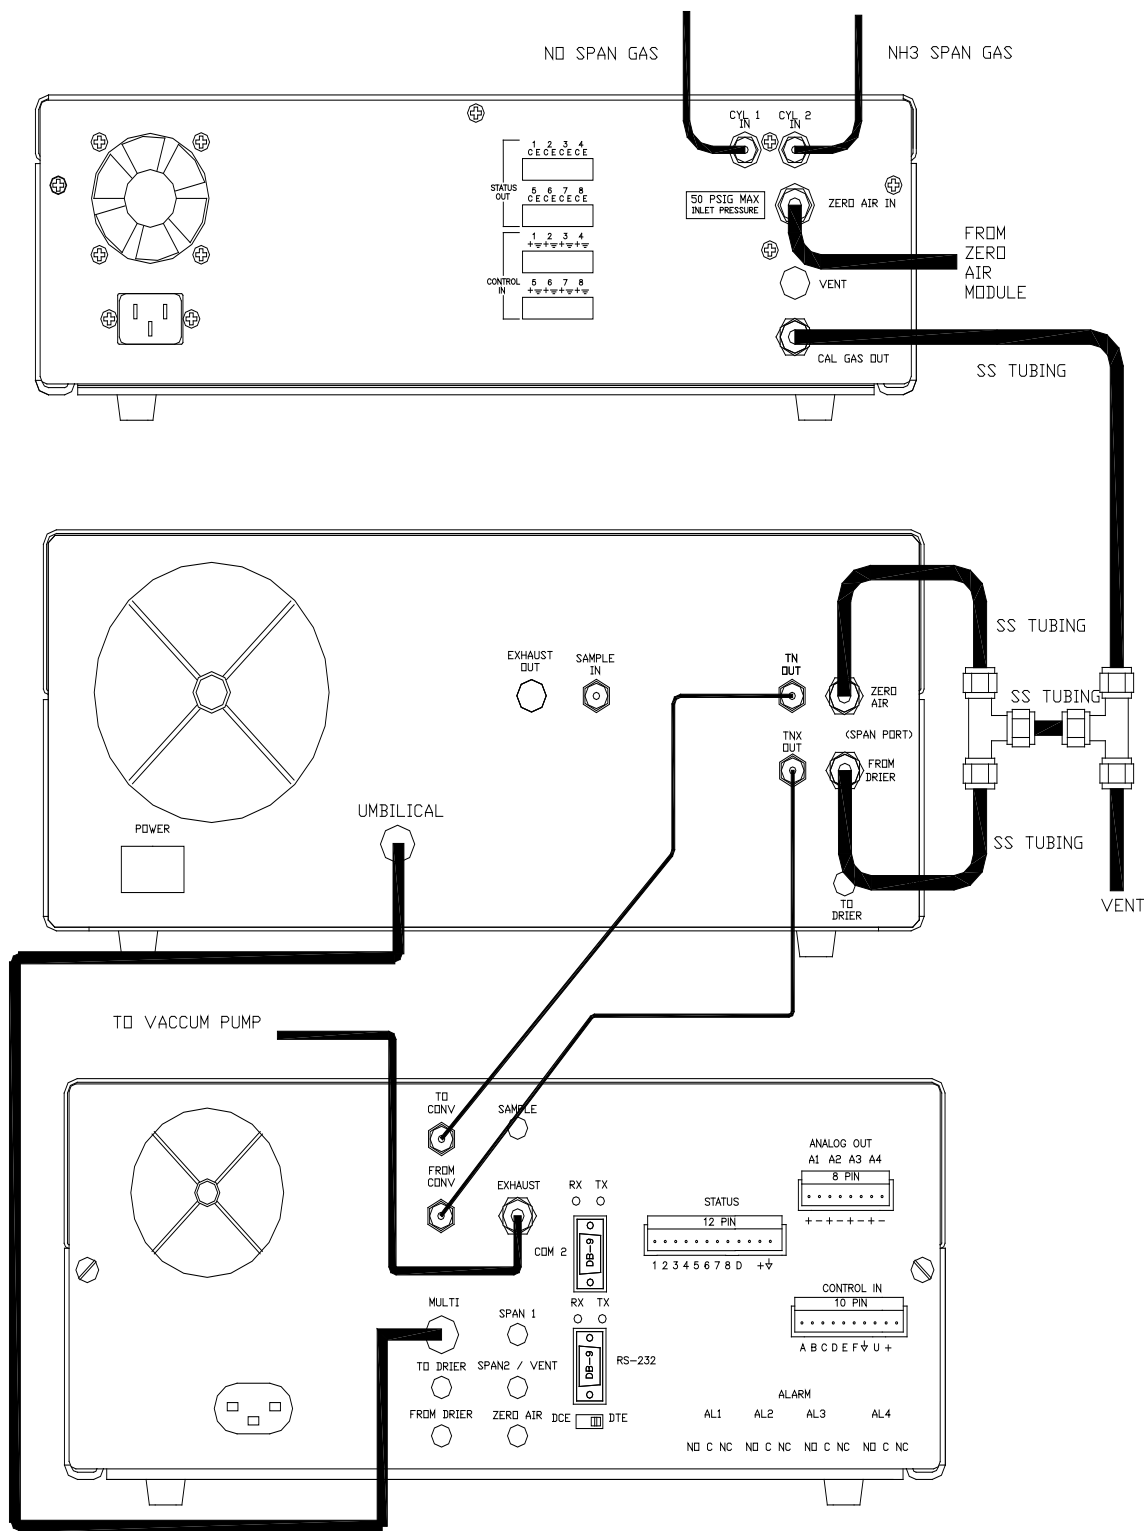 NO SPAN GAS
NH3 SPAN GAS
CYL 1
IN
CYL 2
IN
1 2 3 4
CECECECE
STATUS
OUT
5 6 7 8
CECECECE
50 PSIG MAX
INLET PRESSURE
ZERO AIR IN
1 2 3 4
+ + + +
CONTROL
IN
5 6 7 8
+ + + +
FROM
ZERO
AIR
MODULE
VENT
CAL GAS OUT
SS TUBING
SS TUBING
EXHAUST
OUT
SAMPLE
IN
TN
OUT
ZERO
AIR
SS TUBING
(SPAN PORT)
TNX
OUT
FROM
DRIER
UMBILICAL
POWER
SS TUBING
TO
DRIER
VENT
TO VACCUM PUMP
TO
CONV
SAMPLE
ANALOG OUT
A1 A2 A3 A4
8 PIN
+-+-+-+-
FROM
CONV
EXHAUST
RX TX
STATUS
12 PIN
1 2 3 4 5 6 7 8 D +
COM 2
DB-9
CONTROL IN
10 PIN
A B C D E F U +
MULTI
SPAN 1
RX TX
DB-9
RS-232
TO DRIER
SPAN2 / VENT
FROM DRIER
ZERO AIR
DCE
DTE
ALARM
AL1 AL2 AL3 AL4
NO C NC NO C NC NO C NC NO C NC